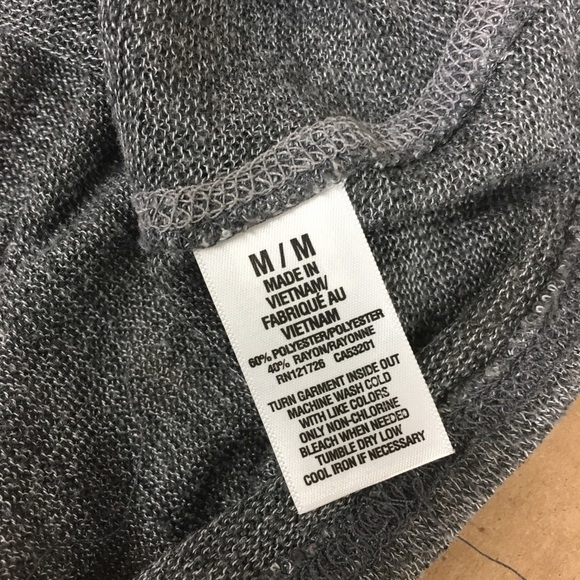 M / M
MADE IN
VIETNAM/
FABRIQUÉ AU
VIETNAM
60% POLYESTER/POLYESTER
40% RAYON/RAYONNE
RN121726 CA53201
TURN GARMENT INSIDE OUT
MACHINE WASH COLD
WITH LIKE COLORS
ONLY NON-CHLORINE
BLEACH WHEN NEEDED
TUMBLE DRY LOW
COOL IRON IF NECESSARY